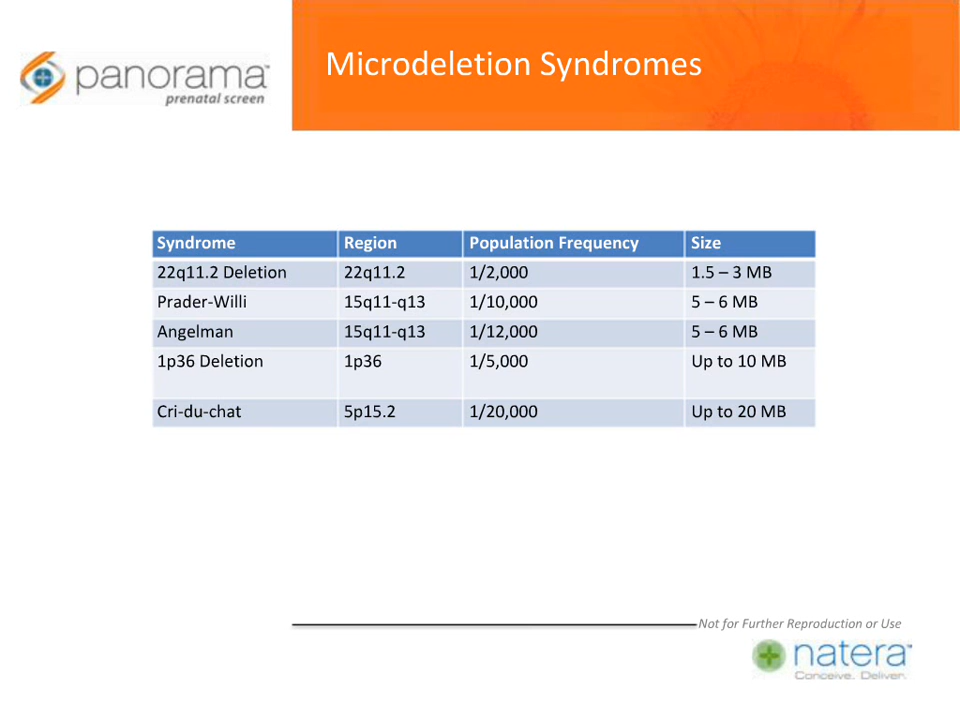 panorama™
prenatal screen
Microdeletion Syndromes
Syndrome Region Population Frequency Size
22q11.2 Deletion 22q11.2 1/2,000 1.5 – 3 MB
Prader-Willi 15q11-q13 1/10,000 5 – 6 MB
Angelman 15q11-q13 1/12,000 5 – 6 MB
1p36 Deletion 1p36 1/5,000 Up to 10 MB
Cri-du-chat 5p15.2 1/20,000 Up to 20 MB
Not for Further Reproduction or Use
natera™
Conceive. Deliver.